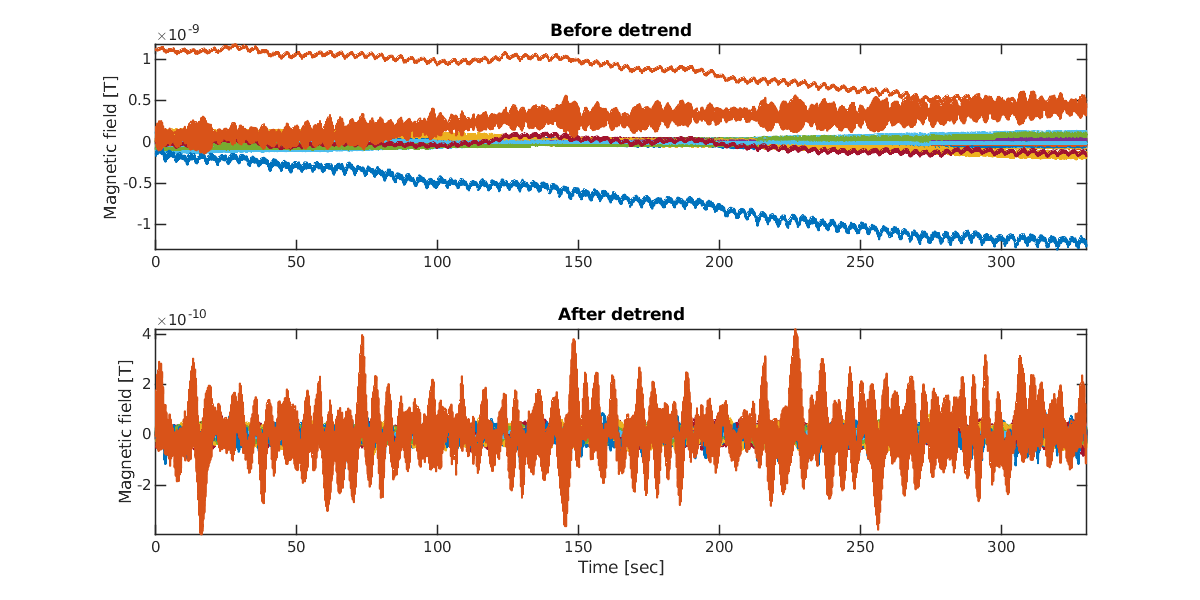 Before detrend
×10-9
Magnetic field [T]
1
0.5
0
-0.5
-1
0 50 100 150 200 250 300
After detrend
×10-10
Magnetic field [T]
4
2
0
-2
0 50 100 150 200 250 300
Time [sec]